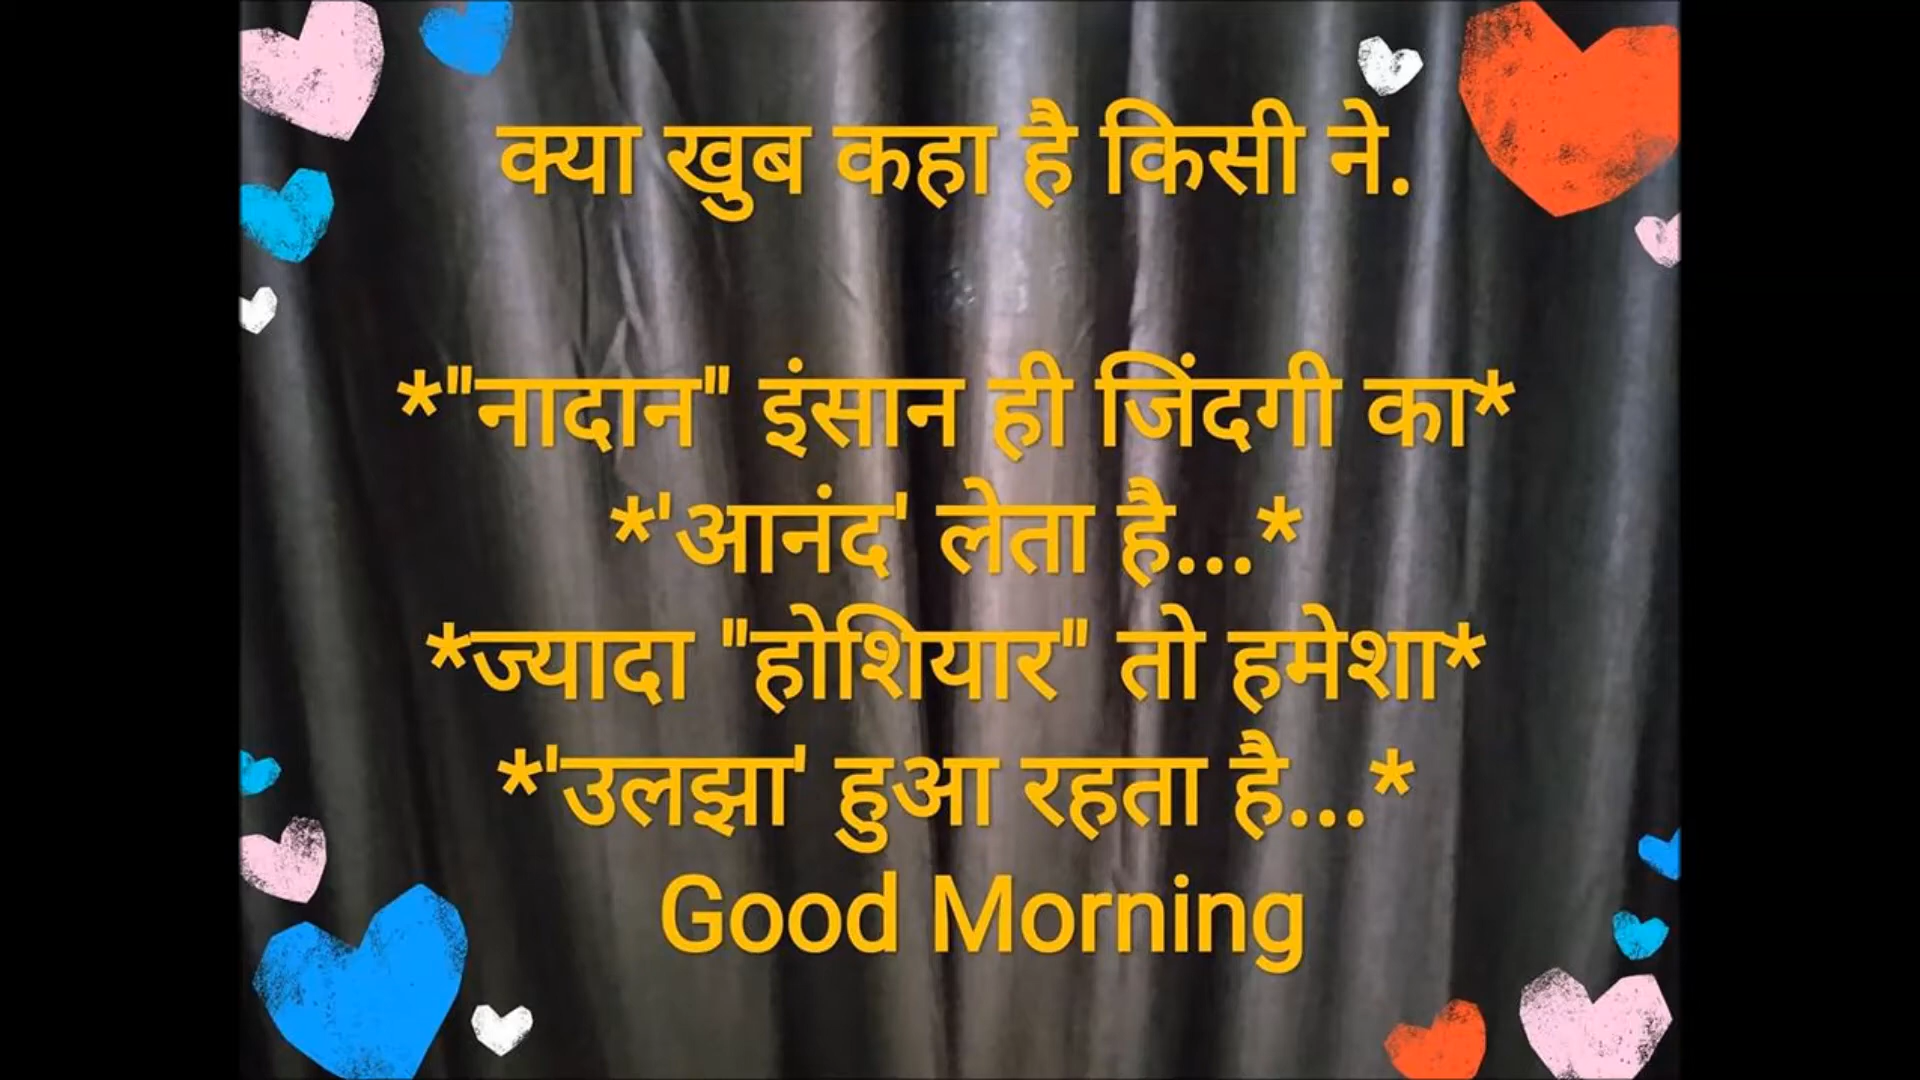 क्या खुब कहा है किसी ने.
*"नादान" इंसान ही जिंदगी का*
*'आनंद' लेता है...*
*ज्यादा "होशियार" तो हमेशा*
*'उलझा' हुआ रहता है...*
Good Morning